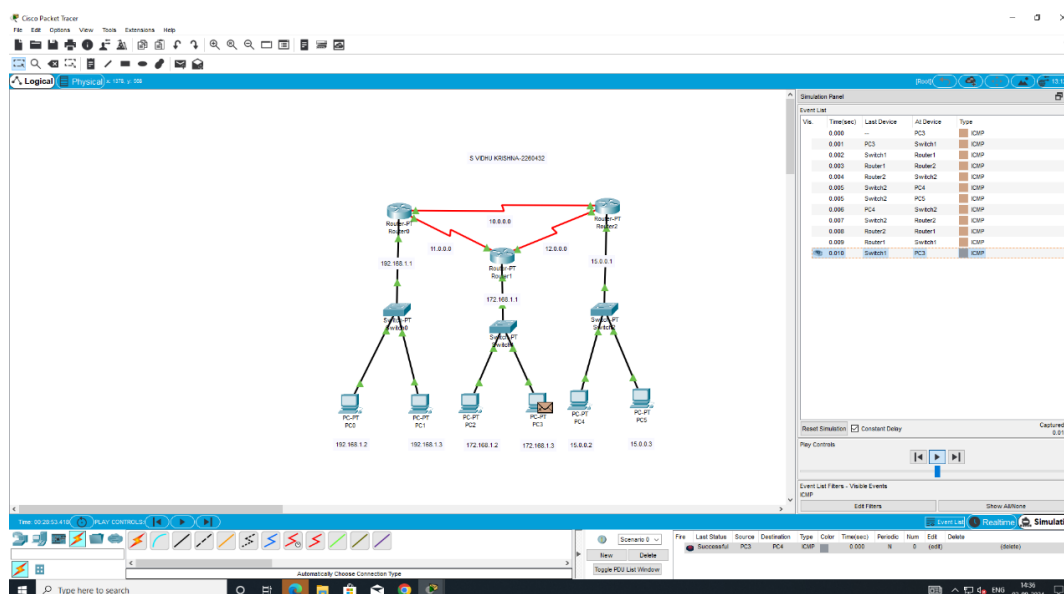 Cisco Packet Tracer
File Edit Options View Tools Extensions Help
Logical Physical x: 1378, y: 388
[Root]
Simulation Panel
Event List
Vis. Time(sec) Last Device At Device Type
0.000 -- PC3 ICMP
0.001 PC3 Switch1 ICMP
0.002 Switch1 Router1 ICMP
0.003 Router1 Router2 ICMP
0.004 Router2 Switch2 ICMP
0.005 Switch2 PC4 ICMP
0.005 Switch2 PC5 ICMP
0.006 PC4 Switch2 ICMP
0.007 Switch2 Router2 ICMP
0.008 Router2 Router1 ICMP
0.009 Router1 Switch1 ICMP
0.010 Switch1 PC3 ICMP
Reset Simulation Constant Delay Captured
0.01
Play Controls
Event List Filters - Visible Events
ICMP
Edit Filters Show All/None
S VIDHU KRISHNA-2260432
Router-PT
Router0
10.0.0.0
Router-PT
Router2
11.0.0.0
12.0.0.0
Router-PT
Router1
192.168.1.1
15.0.0.1
172.168.1.1
Switch-PT
Switch0
Switch-PT
Switch1
Switch-PT
Switch2
PC-PT
PC0
PC-PT
PC1
PC-PT
PC2
PC-PT
PC3
PC-PT
PC4
PC-PT
PC5
192.168.1.2 192.168.1.3 172.168.1.2 172.168.1.3 15.0.0.2 15.0.0.3
Time: 00:28:53.418 PLAY CONTROLS:
Event List Realtime Simulati
Scenario 0
New Delete
Toggle PDU List Window
Fire Last Status Source Destination Type Color Time(sec) Periodic Num Edit Delete
Successful PC3 PC4 ICMP 0.000 N 0 (edit) (delete)
Automatically Choose Connection Type
Type here to search
ENG
14:36